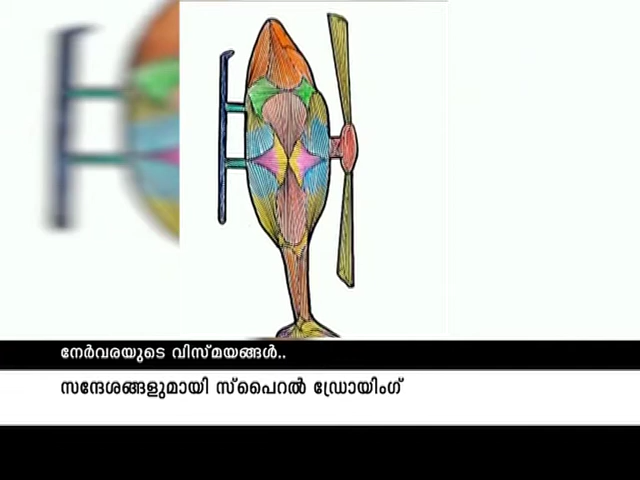 നേർവരയുടെ വിസ്മയങ്ങൾ..
സന്ദേശങ്ങളുമായി സ്പൈറൽ ഡ്രോയിംഗ്